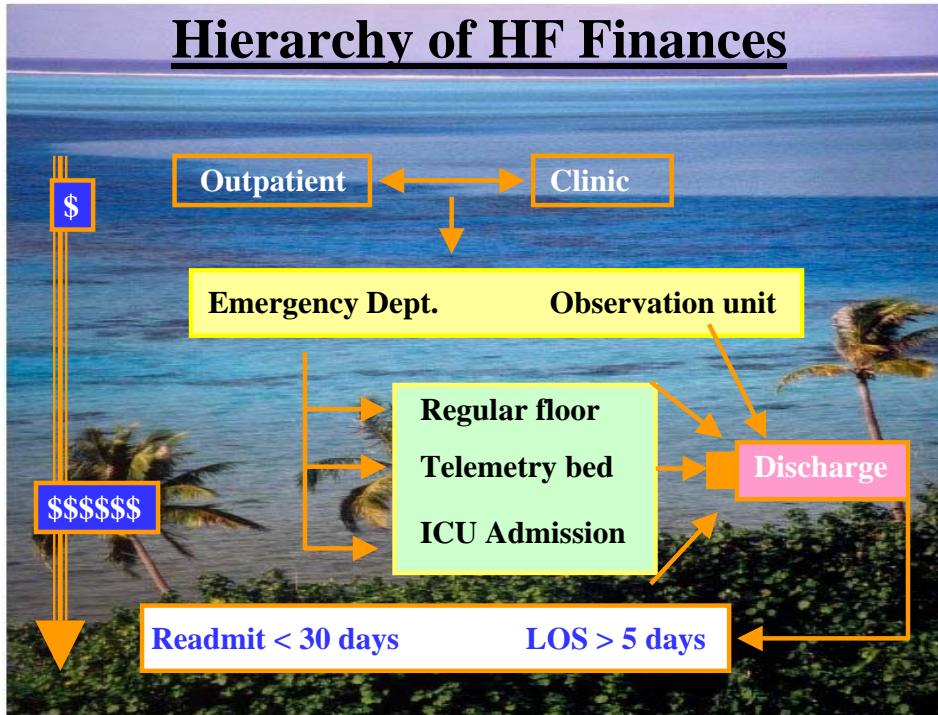 Hierarchy of HF Finances
Outpatient
Clinic
$
Emergency Dept.
Observation unit
Regular floor
Telemetry bed
Discharge
$$$$$$
ICU Admission
Readmit < 30 days
LOS > 5 days